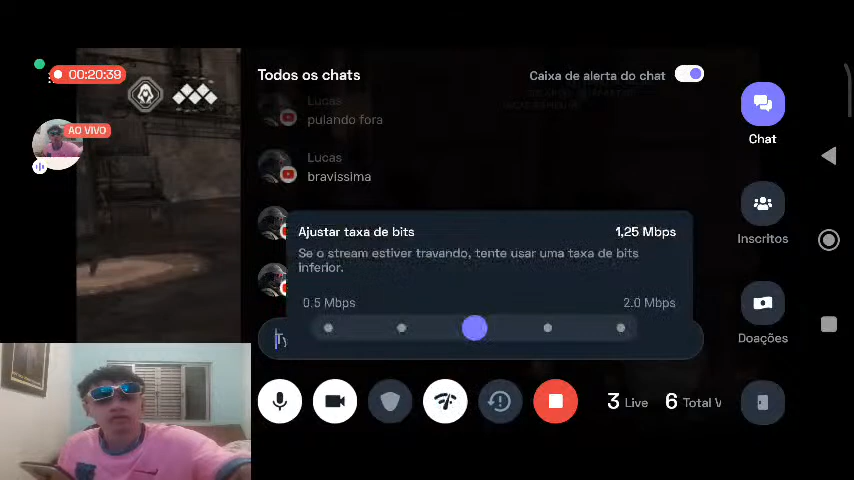 00:20:39
AO VIVO
Todos os chats
Caixa de alerta do chat
Lucas
pulando fora
Lucas
bravissima
Ajustar taxa de bits
1,25 Mbps
Se o stream estiver travando, tente usar uma taxa de bits
inferior.
0.5 Mbps
2.0 Mbps
Ty
3 Live
6 Total V
Chat
Inscritos
Doações